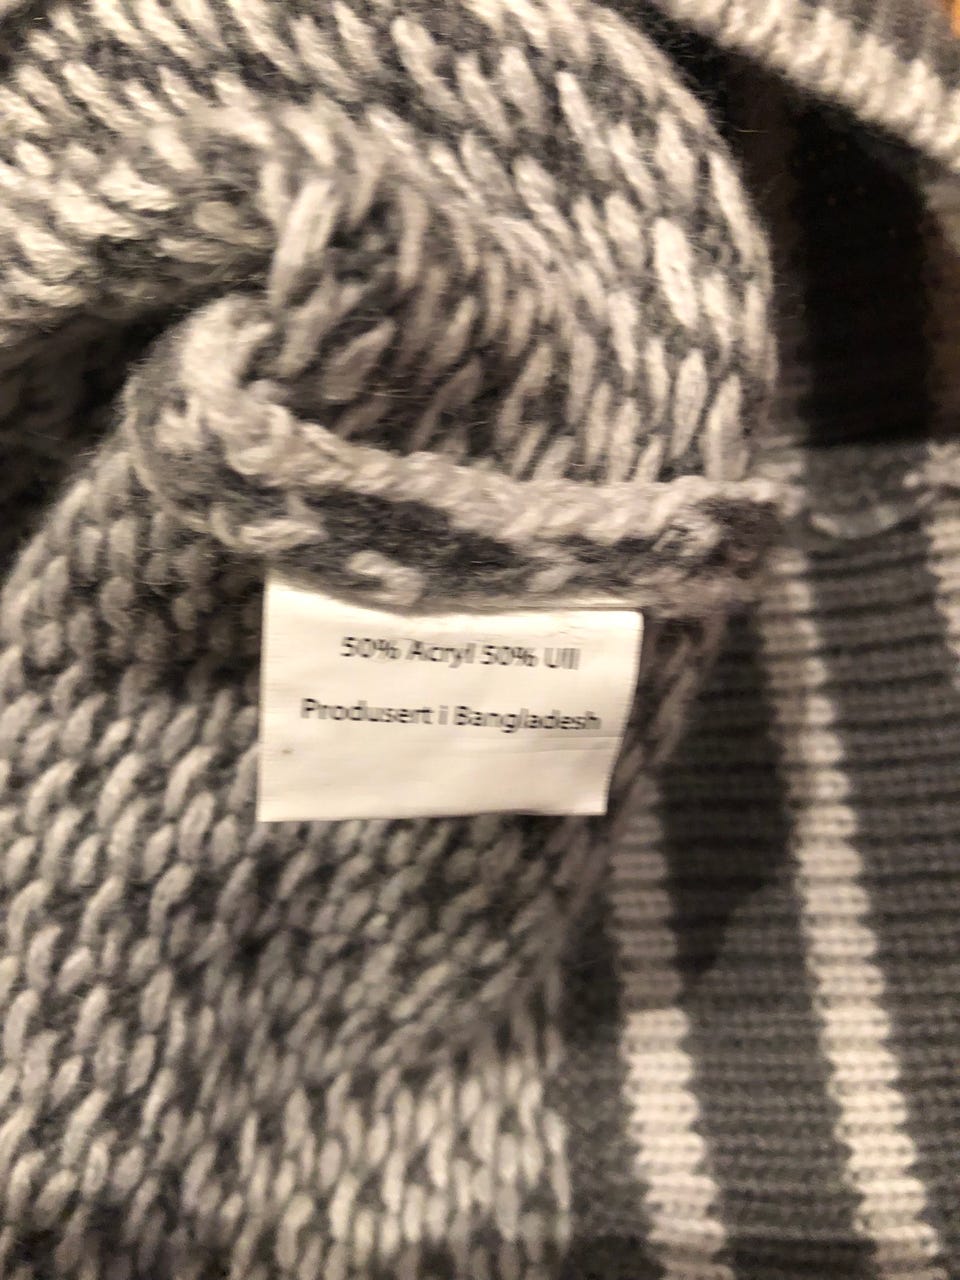 50% Acryl 50% Ull
Produsert i Bangladesh